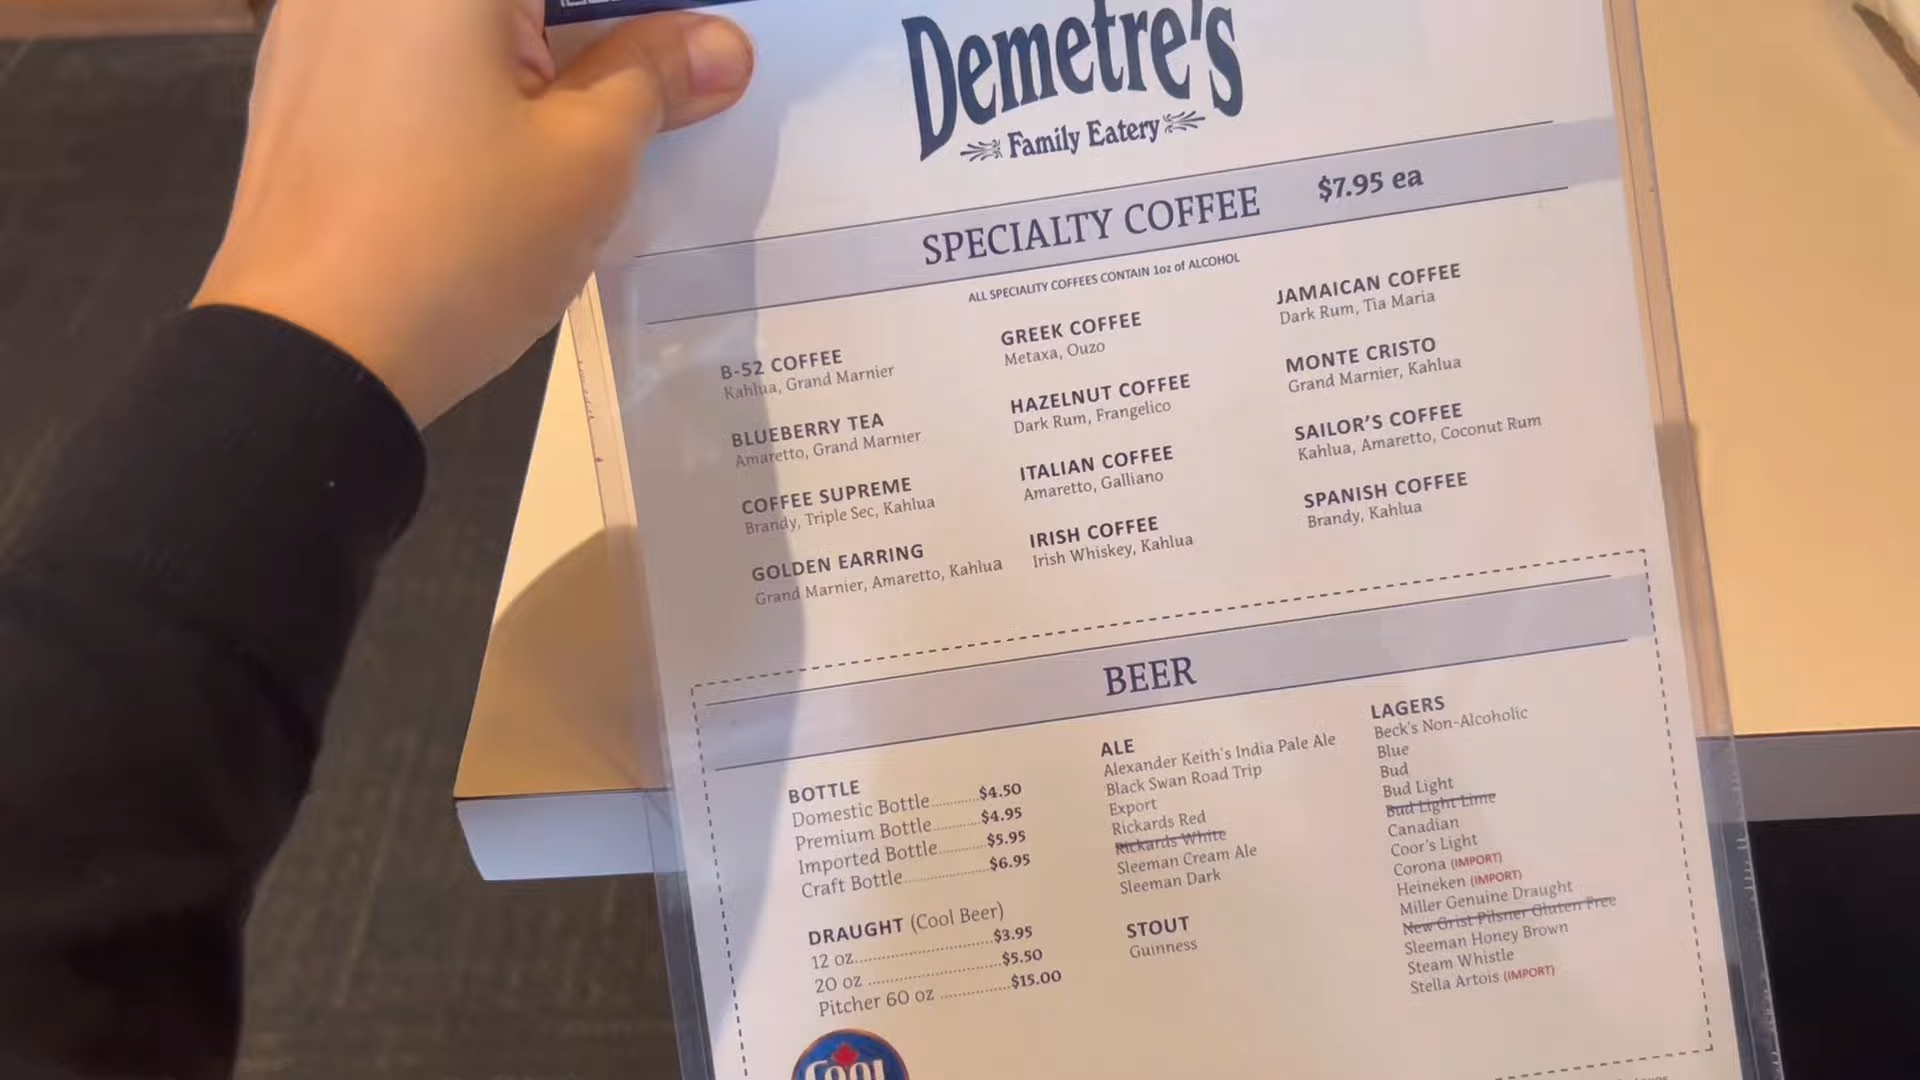 Demetre's
Family Eatery
SPECIALTY COFFEE $7.95 ea
ALL SPECIALITY COFFEES CONTAIN 1oz of ALCOHOL
B-52 COFFEE
Kahlua, Grand Marnier
BLUEBERRY TEA
Amaretto, Grand Marnier
COFFEE SUPREME
Brandy, Triple Sec, Kahlua
GOLDEN EARRING
Grand Marnier, Amaretto, Kahlua
GREEK COFFEE
Metaxa, Ouzo
HAZELNUT COFFEE
Dark Rum, Frangelico
ITALIAN COFFEE
Amaretto, Galliano
IRISH COFFEE
Irish Whiskey, Kahlua
JAMAICAN COFFEE
Dark Rum, Tia Maria
MONTE CRISTO
Grand Marnier, Kahlua
SAILOR'S COFFEE
Kahlua, Amaretto, Coconut Rum
SPANISH COFFEE
Brandy, Kahlua
BEER
BOTTLE
Domestic Bottle............$4.50
Premium Bottle............$4.95
Imported Bottle............$5.95
Craft Bottle....................$6.95
DRAUGHT (Cool Beer)
12 oz.................................$3.95
20 oz ................................$5.50
Pitcher 60 oz .................$15.00
ALE
Alexander Keith's India Pale Ale
Black Swan Road Trip
Export
Rickards Red
Rickards White
Sleeman Cream Ale
Sleeman Dark
STOUT
Guinness
LAGERS
Beck's Non-Alcoholic
Blue
Bud
Bud Light
Bud Light Lime
Canadian
Coor's Light
Corona (IMPORT)
Heineken (IMPORT)
Miller Genuine Draught
New Grist Pilsner Gluten Free
Sleeman Honey Brown
Steam Whistle
Stella Artois (IMPORT)
COOL